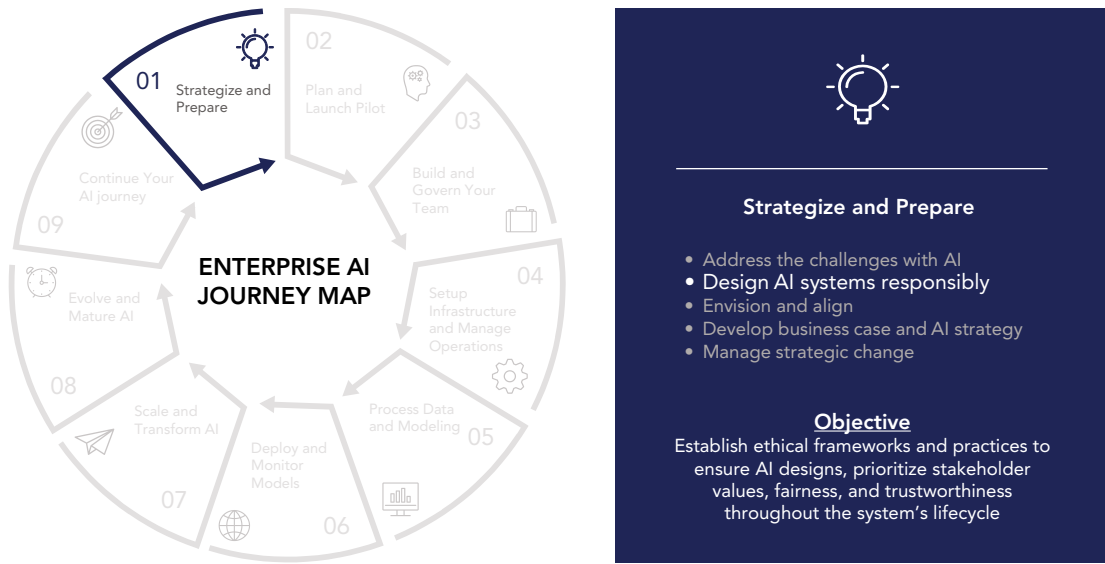 01
Strategize and
Prepare
02
Plan and
Launch Pilot
03
Build and
Govern Your
Team
04
Setup
Infrastructure
and Manage
Operations
Process Data
and Modeling
05
Deploy and
Monitor
Models
06
Scale and
Transform AI
07
Evolve and
Mature AI
08
Continue Your
AI journey
09
ENTERPRISE AI
JOURNEY MAP
Strategize and Prepare
• Address the challenges with AI
• Design AI systems responsibly
• Envision and align
• Develop business case and AI strategy
• Manage strategic change
Objective
Establish ethical frameworks and practices to
ensure AI designs, prioritize stakeholder
values, fairness, and trustworthiness
throughout the system's lifecycle